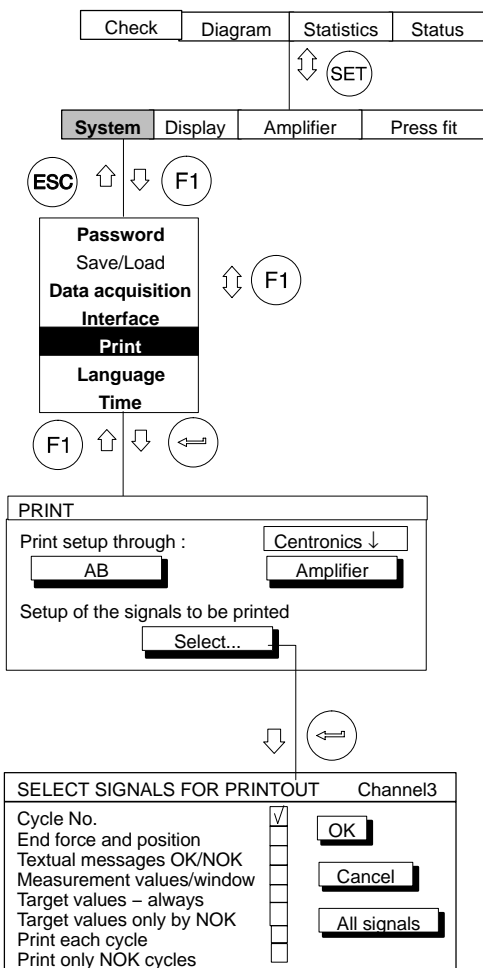 Check Diagram Statistics Status
SET
System Display Amplifier Press fit
ESC F1
Password
Save/Load
Data acquisition
F1
Interface
Print
Language
Time
F1
PRINT
Print setup through : Centronics ↓
AB Amplifier
Setup of the signals to be printed
Select...
SELECT SIGNALS FOR PRINTOUT Channel3
Cycle No. √
End force and position OK
Textual messages OK/NOK
Measurement values/window Cancel
Target values – always
Target values only by NOK All signals
Print each cycle
Print only NOK cycles